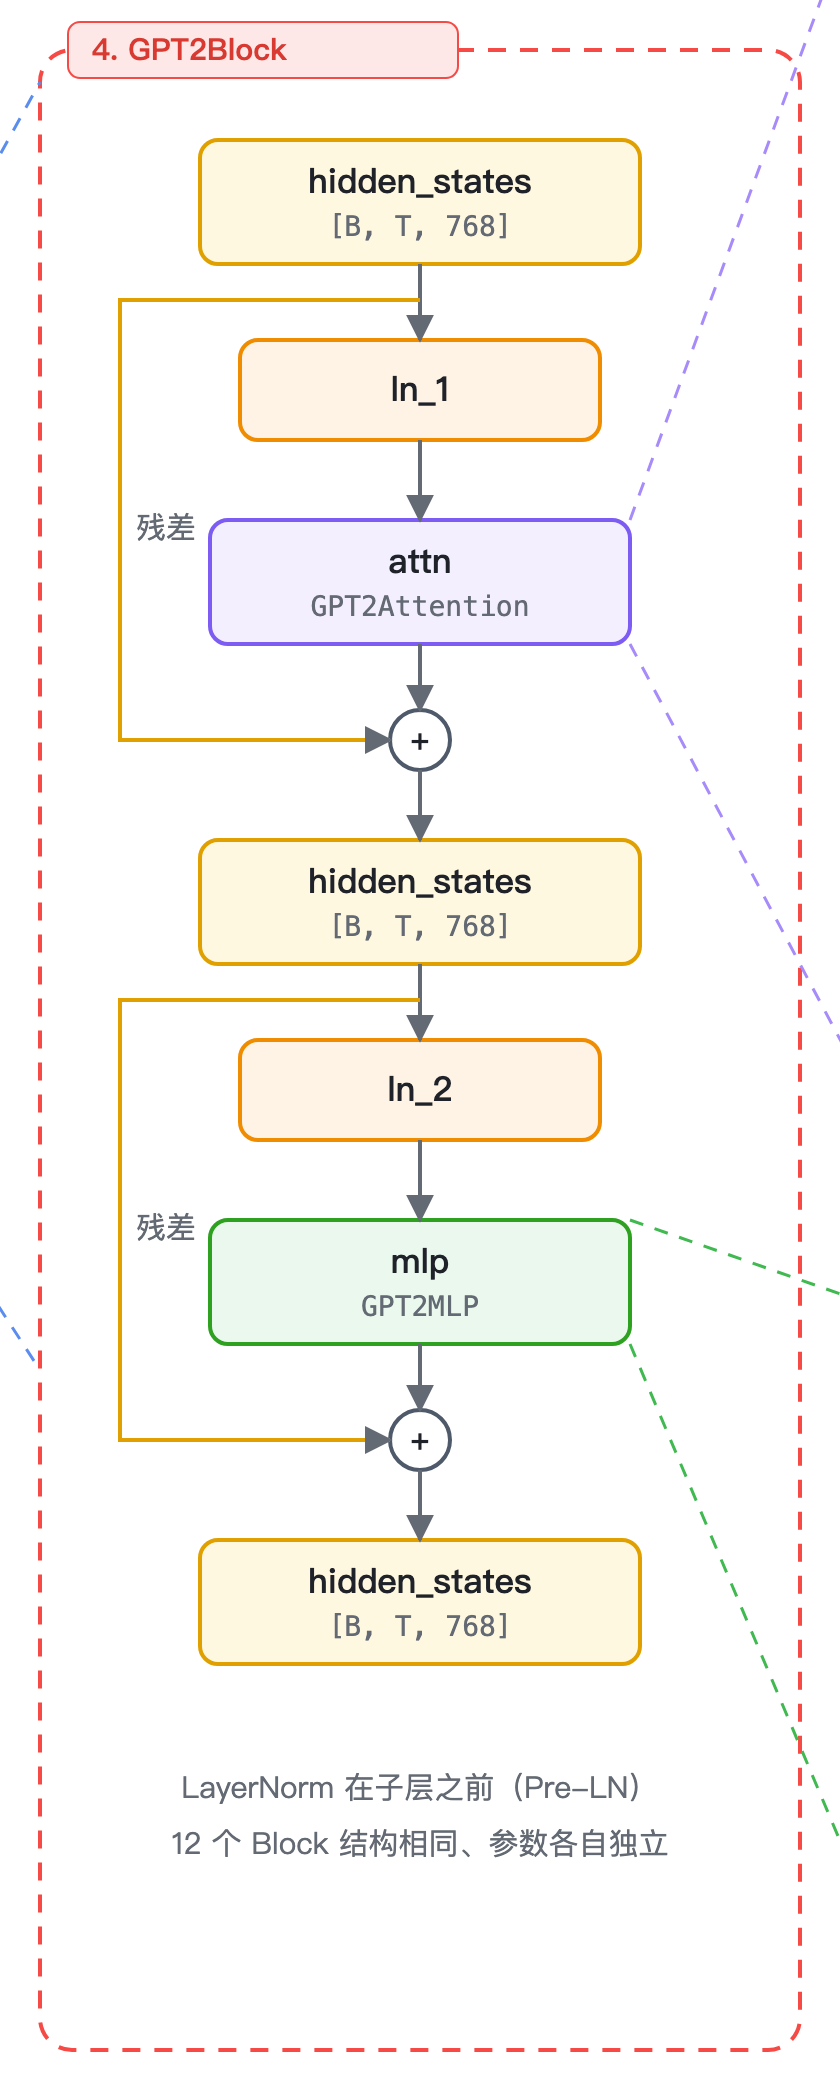 4. GPT2Block
hidden_states
[B, T, 768]
ln_1
残差
attn
GPT2Attention
+
hidden_states
[B, T, 768]
ln_2
残差
mlp
GPT2MLP
+
hidden_states
[B, T, 768]
LayerNorm 在子层之前（Pre-LN）
12 个 Block 结构相同、参数各自独立